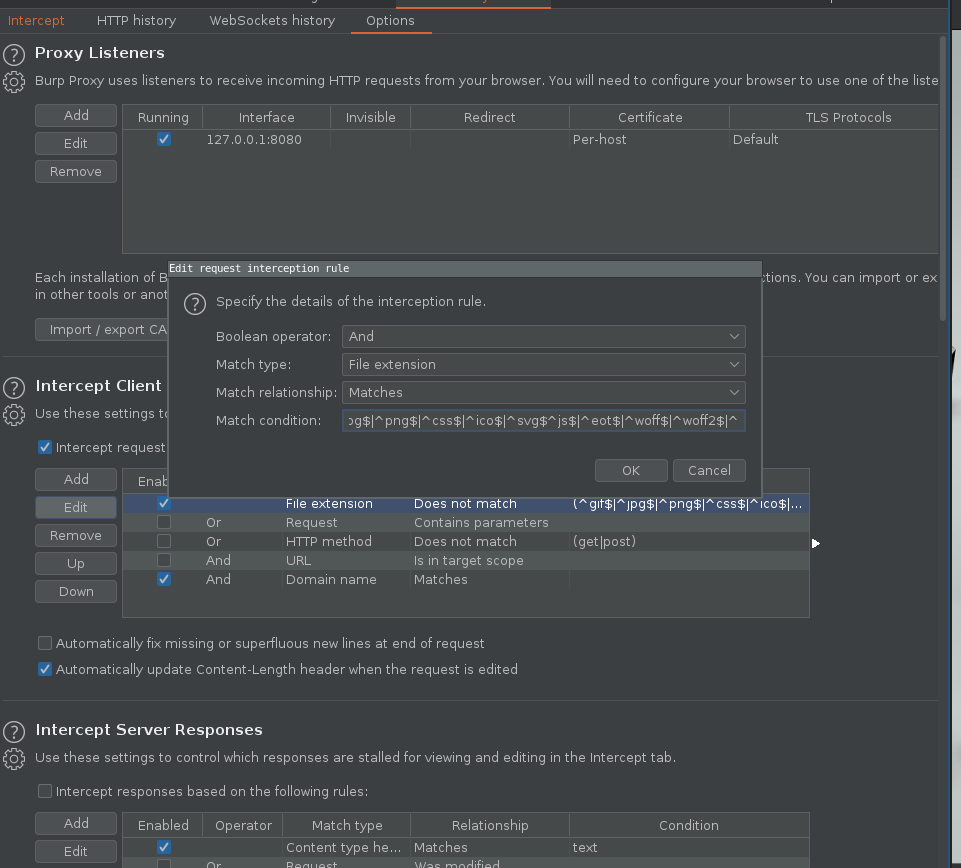 Intercept HTTP history WebSockets history Options
Proxy Listeners
Burp Proxy uses listeners to receive incoming HTTP requests from your browser. You will need to configure your browser to use one of the liste
Add
Edit
Remove
Running Interface Invisible Redirect Certificate TLS Protocols
127.0.0.1:8080 Per-host Default
Each installation of B
ctions. You can import or ex
in other tools or anot
Import / export CA
Edit request interception rule
Specify the details of the interception rule.
Boolean operator: And
Match type: File extension
Match relationship: Matches
Match condition: pg$|^png$|^css$|^ico$|^svg$^js$|^eot$|^woff$|^woff2$|^
OK Cancel
Intercept Client
Use these settings to
Intercept request
Add
Edit
Remove
Up
Down
Enab
File extension Does not match (^gif$|^jpg$|^png$|^css$|^ico$|...
Or Request Contains parameters
Or HTTP method Does not match (get|post)
And URL Is in target scope
And Domain name Matches
Automatically fix missing or superfluous new lines at end of request
Automatically update Content-Length header when the request is edited
Intercept Server Responses
Use these settings to control which responses are stalled for viewing and editing in the Intercept tab.
Intercept responses based on the following rules:
Add
Edit
Enabled Operator Match type Relationship Condition
Content type he... Matches text
Or Request Was modified